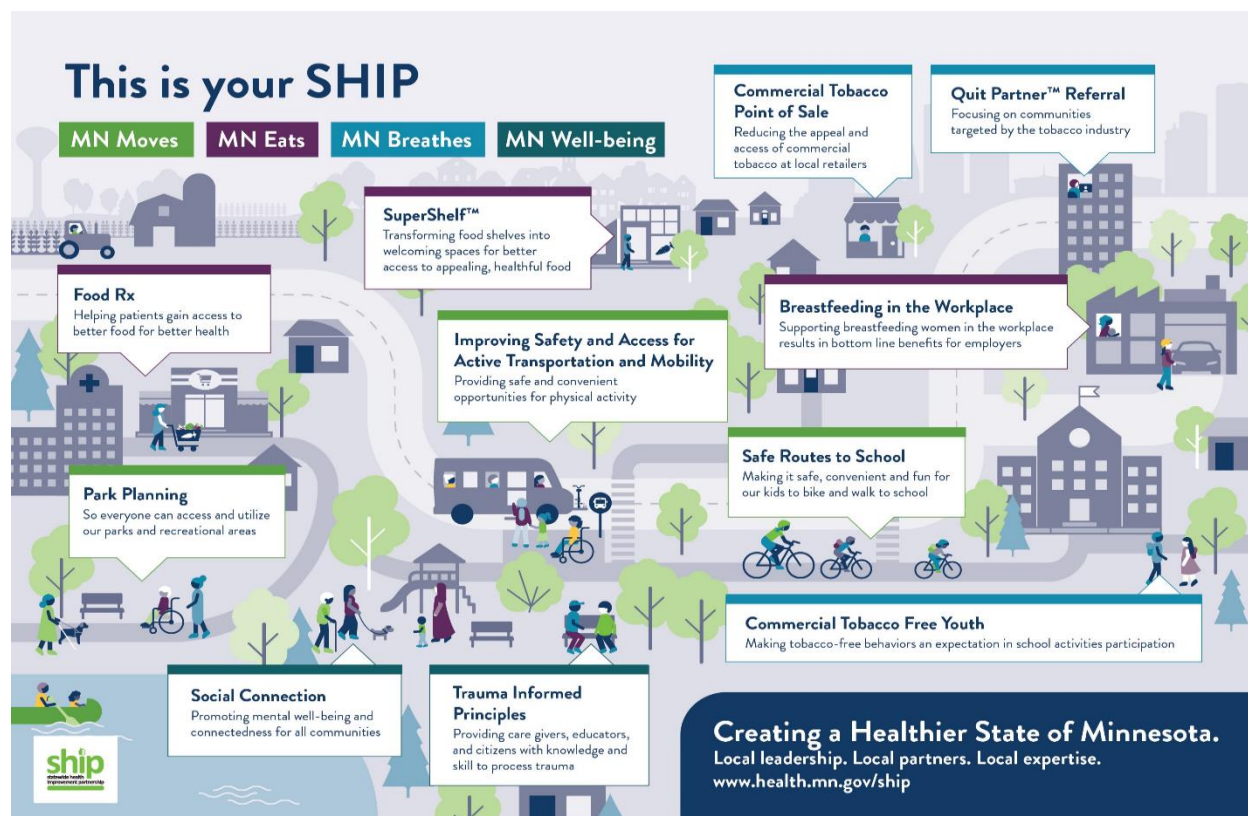 This is your SHIP
MN Moves
MN Eats
MN Breathes
MN Well-being
Commercial Tobacco
Point of Sale
Reducing the appeal and
access of commercial
tobacco at local retailers
Quit Partner™ Referral
Focusing on communities
targeted by the tobacco industry
SuperShelf™
Transforming food shelves into
welcoming spaces for better
access to appealing, healthful food
Food Rx
Helping patients gain access to
better food for better health
Improving Safety and Access for
Active Transportation and Mobility
Providing safe and convenient
opportunities for physical activity
Breastfeeding in the Workplace
Supporting breastfeeding women in the workplace
results in bottom line benefits for employers
Park Planning
So everyone can access and utilize
our parks and recreational areas
Safe Routes to School
Making it safe, convenient and fun for
our kids to bike and walk to school
Commercial Tobacco Free Youth
Making tobacco-free behaviors an expectation in school activities participation
Social Connection
Promoting mental well-being and
connectedness for all communities
Trauma Informed
Principles
Providing care givers, educators,
and citizens with knowledge and
skill to process trauma
ship
statewide health
improvement partnership
Creating a Healthier State of Minnesota.
Local leadership. Local partners. Local expertise.
www.health.mn.gov/ship